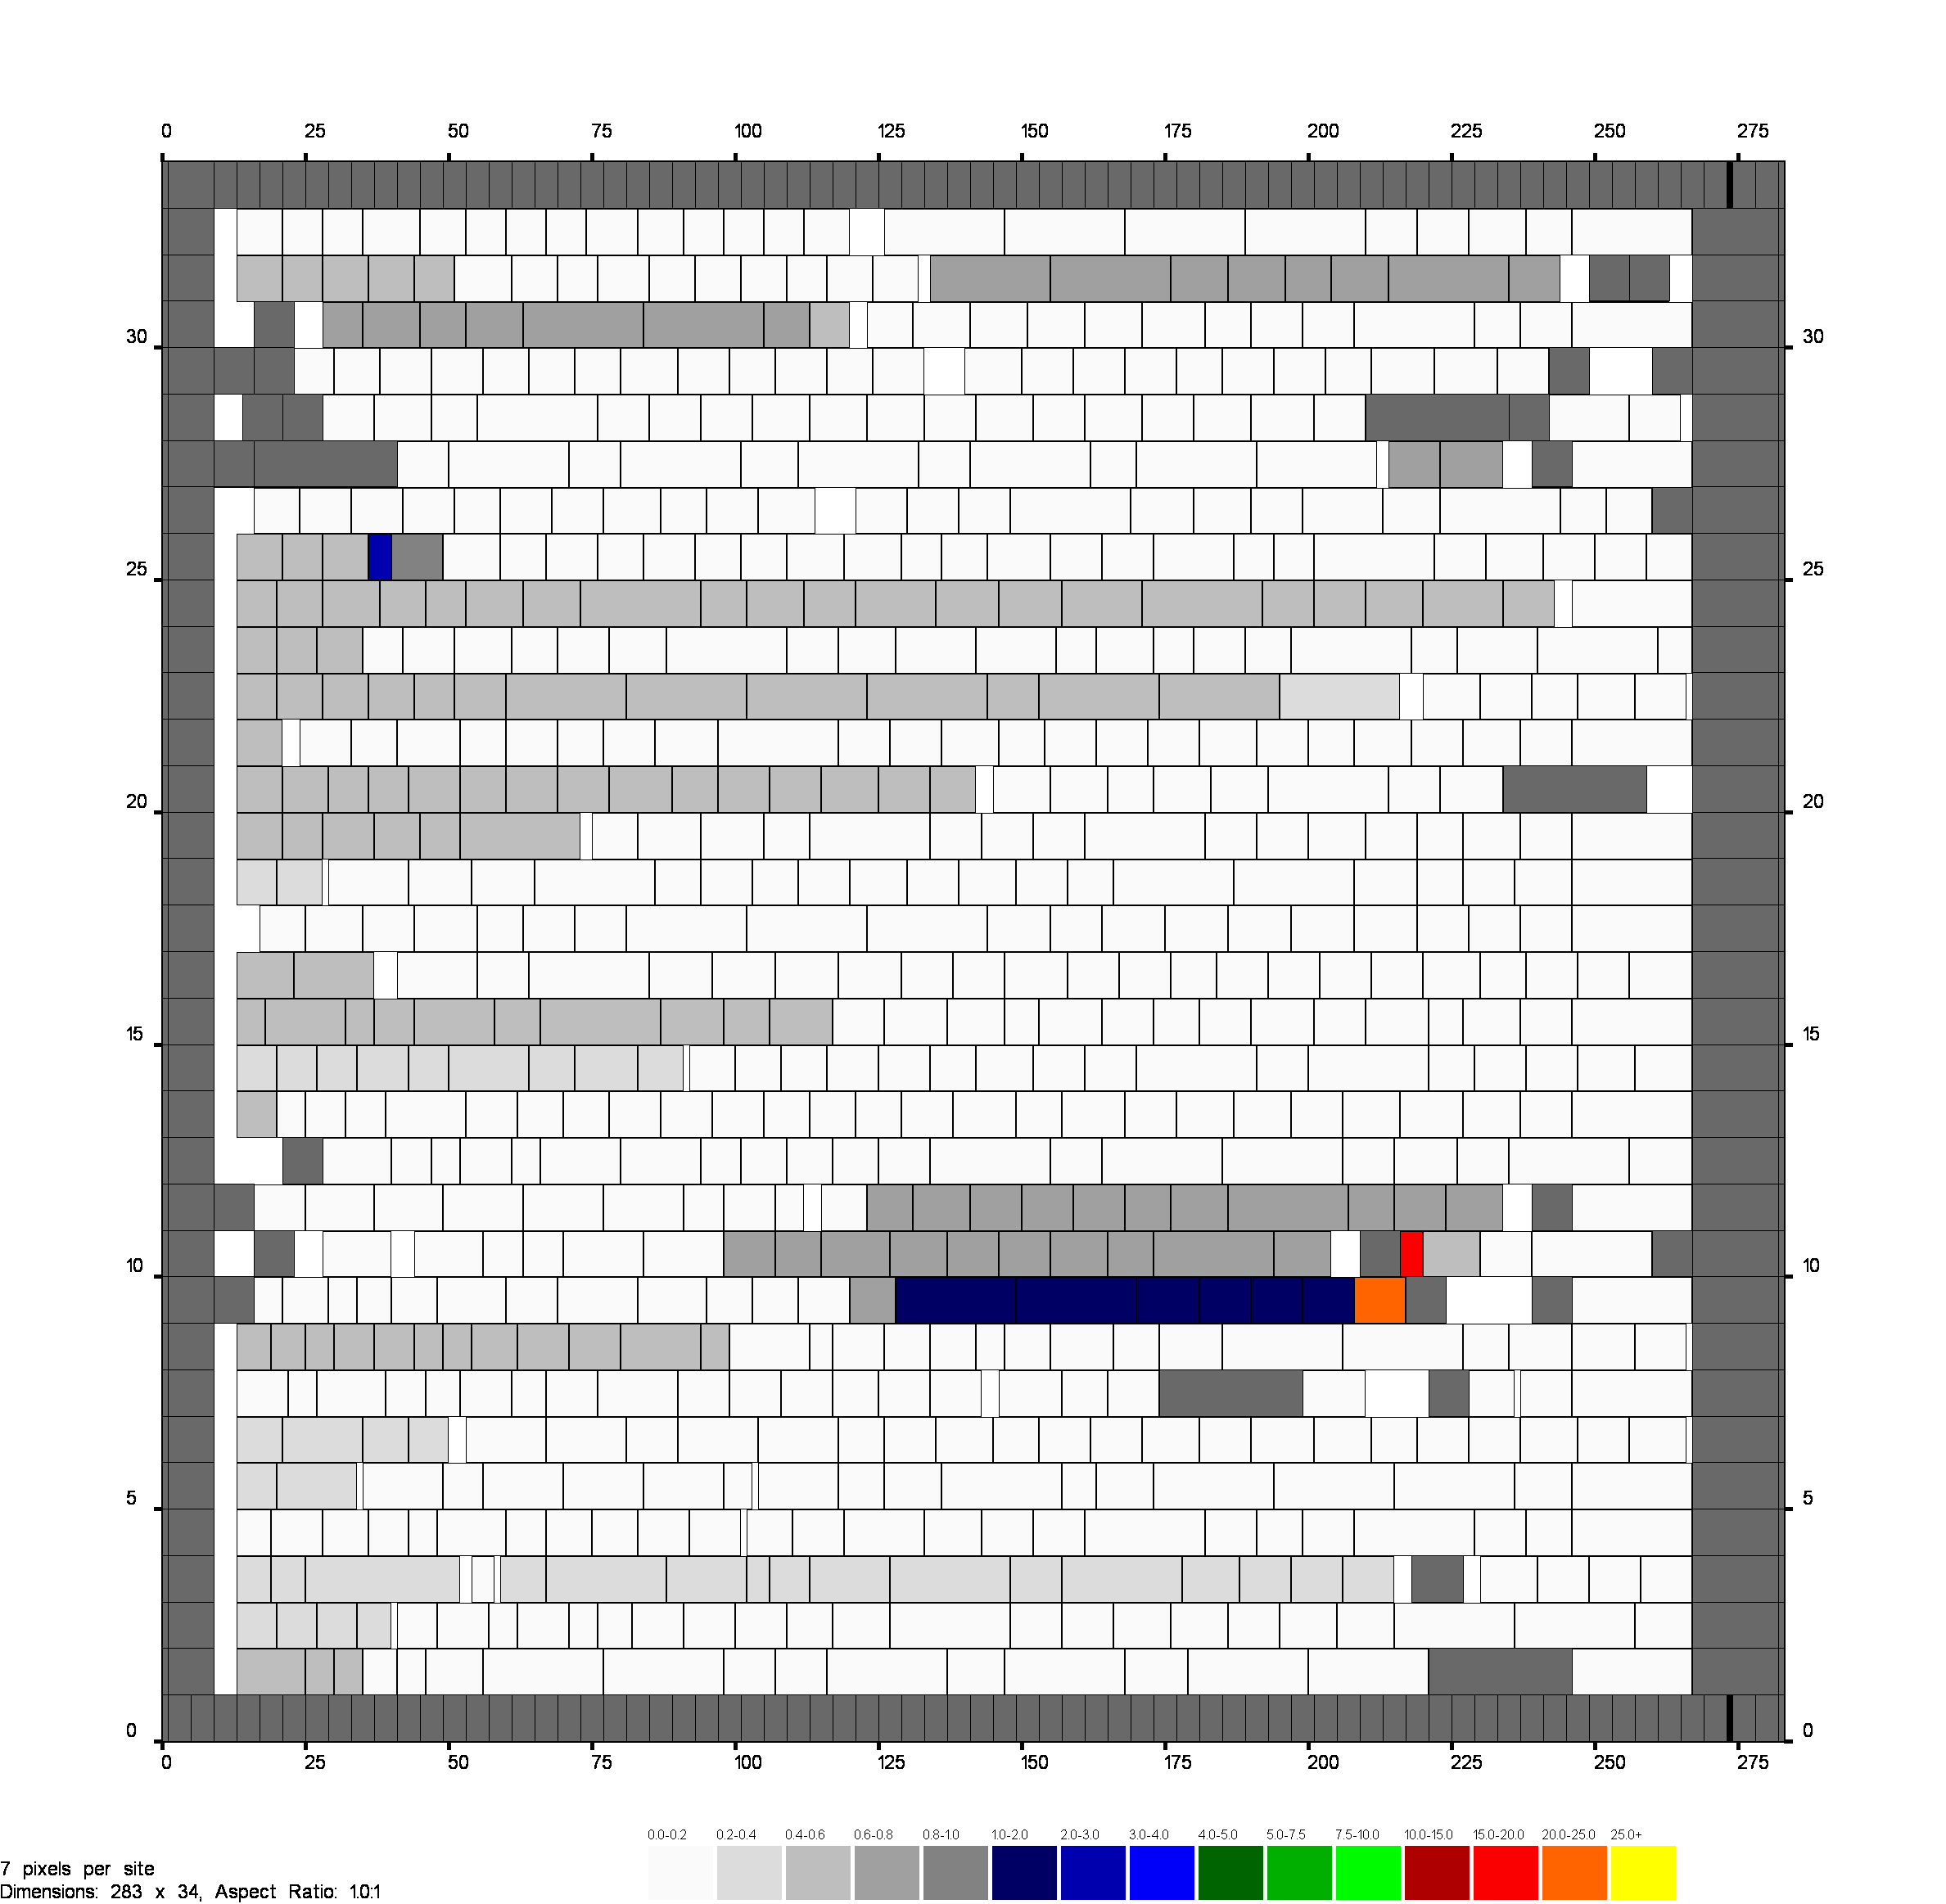 0 25 50 75 100 125 150 175 200 225 250 275
30 30
25 25
20 20
15 15
10 10
5 5
0 0
0 25 50 75 100 125 150 175 200 225 250 275
0.0-0.2 0.2-0.4 0.4-0.6 0.6-0.8 0.8-1.0 1.0-2.0 2.0-3.0 3.0-4.0 4.0-5.0 5.0-7.5 7.5-10.0 10.0-15.0 15.0-20.0 20.0-25.0 25.0+
7 pixels per site
Dimensions: 283 x 34, Aspect Ratio: 1.0:1